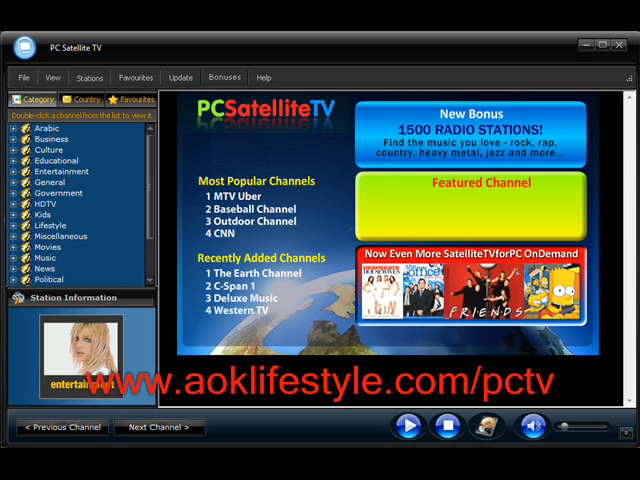 PC Satellite TV
File View Stations Favourites Update Bonuses Help
Category Country Favourites
Double-click a channel from the list to view it
Arabic
Business
Culture
Educational
Entertainment
General
Government
HDTV
Kids
Lifestyle
Miscellaneous
Movies
Music
News
Political
Station Information
entertainment
PCSatelliteTV
Most Popular Channels
1 MTV Uber
2 Baseball Channel
3 Outdoor Channel
4 CNN
Recently Added Channels
1 The Earth Channel
2 C-Span 1
3 Deluxe Music
4 Western TV
New Bonus
1500 RADIO STATIONS!
Find the music you love - rock, rap,
country, heavy metal, jazz and more...
Featured Channel
Now Even More SatelliteTVforPC OnDemand
DESPERATE
HOUSEWIVES
the office
FRIENDS
www.aoklifestyle.com/pctv
< Previous Channel
Next Channel >